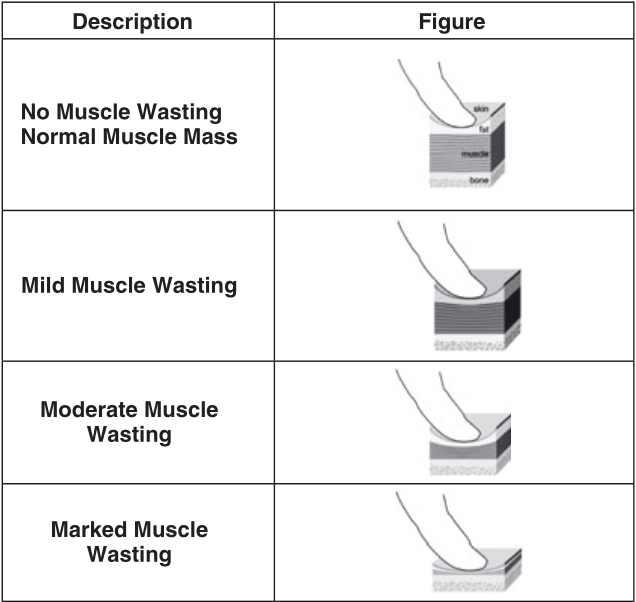 Description
Figure
No Muscle Wasting
Normal Muscle Mass
skin
fat
muscle
bone
Mild Muscle Wasting
Moderate Muscle
Wasting
Marked Muscle
Wasting